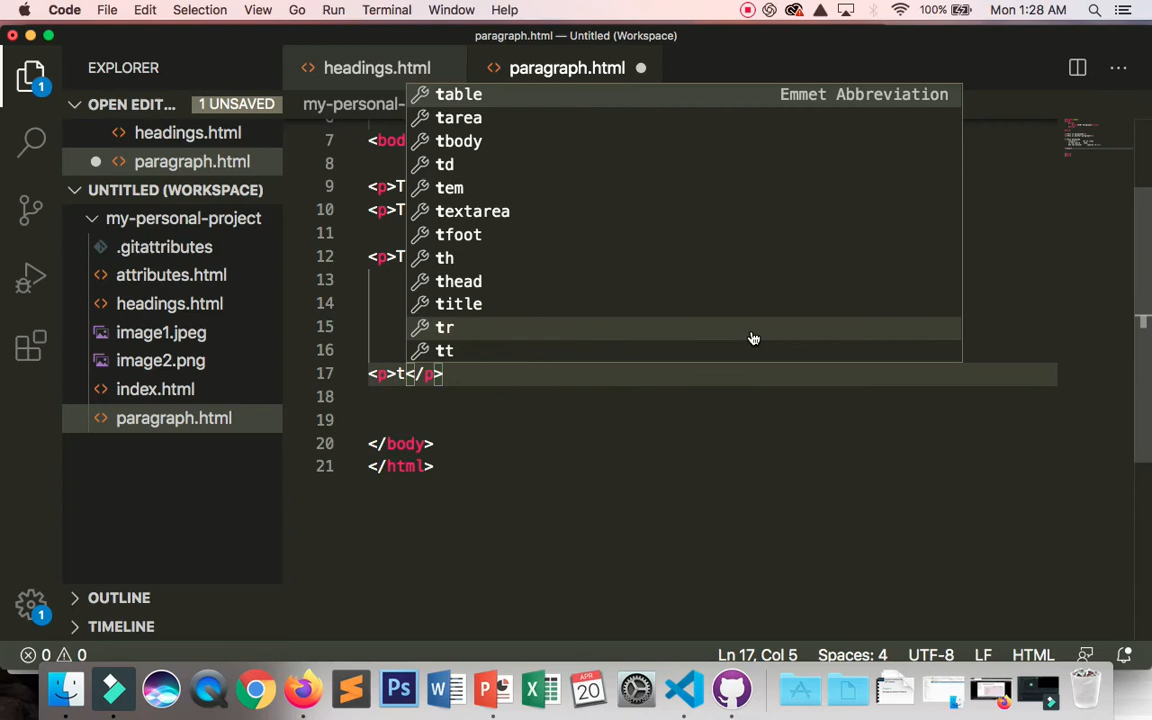 Code File Edit Selection View Go Run Terminal Window Help 100% Mon 1:28 AM
paragraph.html — Untitled (Workspace)
EXPLORER
headings.html
paragraph.html
OPEN EDIT... 1 UNSAVED
headings.html
paragraph.html
UNTITLED (WORKSPACE)
my-personal-project
.gitattributes
attributes.html
headings.html
image1.jpeg
image2.png
index.html
paragraph.html
OUTLINE
TIMELINE
1
1
my-personal-
table Emmet Abbreviation
tarea
tbody
td
tem
textarea
tfoot
th
thead
title
tr
tt
7 <bod
8
9 <p>T
10 <p>T
11
12 <p>T
13
14
15
16
17 <p>t</p>
18
19
20 </body>
21 </html>
0 0 Ln 17, Col 5 Spaces: 4 UTF-8 LF HTML
Ps W P X APR 20 A